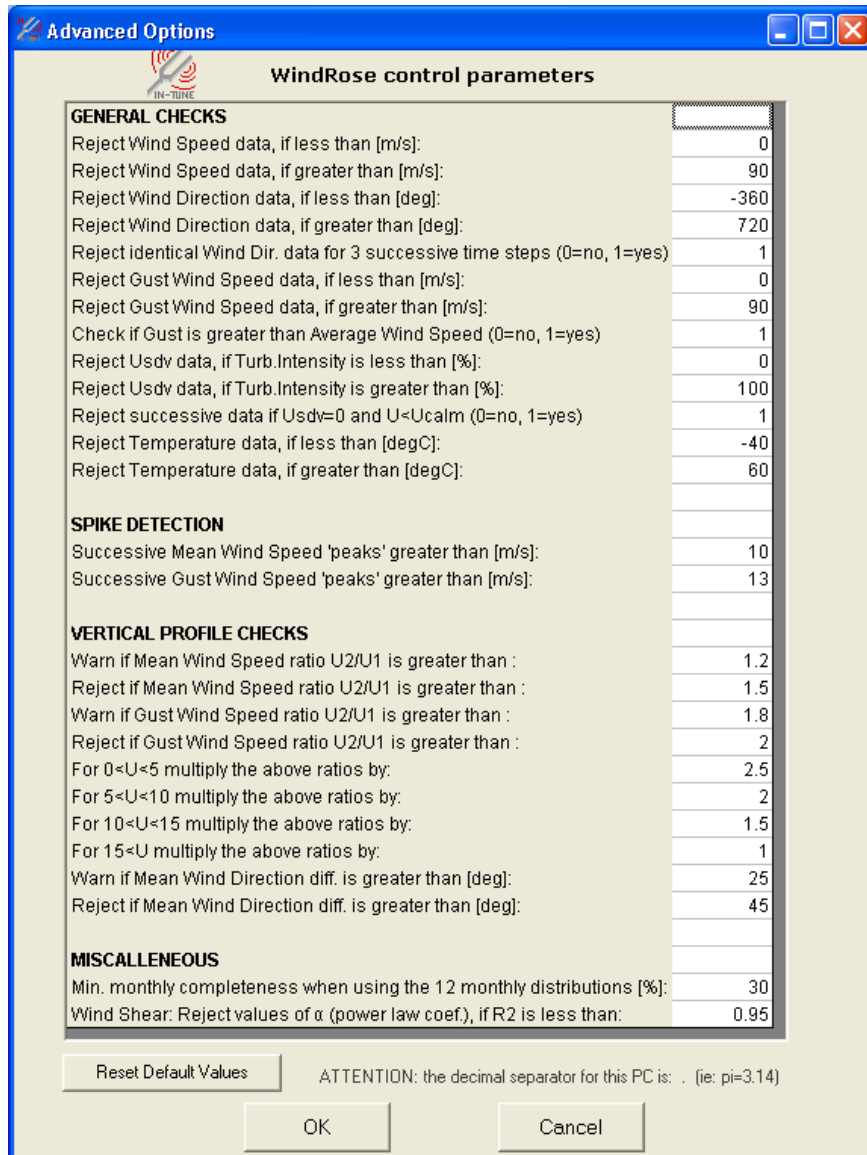 Advanced Options
IN-TUNE
WindRose control parameters
GENERAL CHECKS
Reject Wind Speed data, if less than [m/s]: 0
Reject Wind Speed data, if greater than [m/s]: 90
Reject Wind Direction data, if less than [deg]: -360
Reject Wind Direction data, if greater than [deg]: 720
Reject identical Wind Dir. data for 3 successive time steps (0=no, 1=yes) 1
Reject Gust Wind Speed data, if less than [m/s]: 0
Reject Gust Wind Speed data, if greater than [m/s]: 90
Check if Gust is greater than Average Wind Speed (0=no, 1=yes) 1
Reject Usdv data, if Turb.Intensity is less than [%]: 0
Reject Usdv data, if Turb.Intensity is greater than [%]: 100
Reject successive data if Usdv=0 and U<Ucalm (0=no, 1=yes) 1
Reject Temperature data, if less than [degC]: -40
Reject Temperature data, if greater than [degC]: 60
SPIKE DETECTION
Successive Mean Wind Speed 'peaks' greater than [m/s]: 10
Successive Gust Wind Speed 'peaks' greater than [m/s]: 13
VERTICAL PROFILE CHECKS
Warn if Mean Wind Speed ratio U2/U1 is greater than : 1.2
Reject if Mean Wind Speed ratio U2/U1 is greater than : 1.5
Warn if Gust Wind Speed ratio U2/U1 is greater than : 1.8
Reject if Gust Wind Speed ratio U2/U1 is greater than : 2
For 0<U<5 multiply the above ratios by: 2.5
For 5<U<10 multiply the above ratios by: 2
For 10<U<15 multiply the above ratios by: 1.5
For 15<U multiply the above ratios by: 1
Warn if Mean Wind Direction diff. is greater than [deg]: 25
Reject if Mean Wind Direction diff. is greater than [deg]: 45
MISCALLENEOUS
Min. monthly completeness when using the 12 monthly distributions [%]: 30
Wind Shear: Reject values of α (power law coef.), if R2 is less than: 0.95
Reset Default Values
ATTENTION: the decimal separator for this PC is: . (ie: pi=3.14)
OK
Cancel